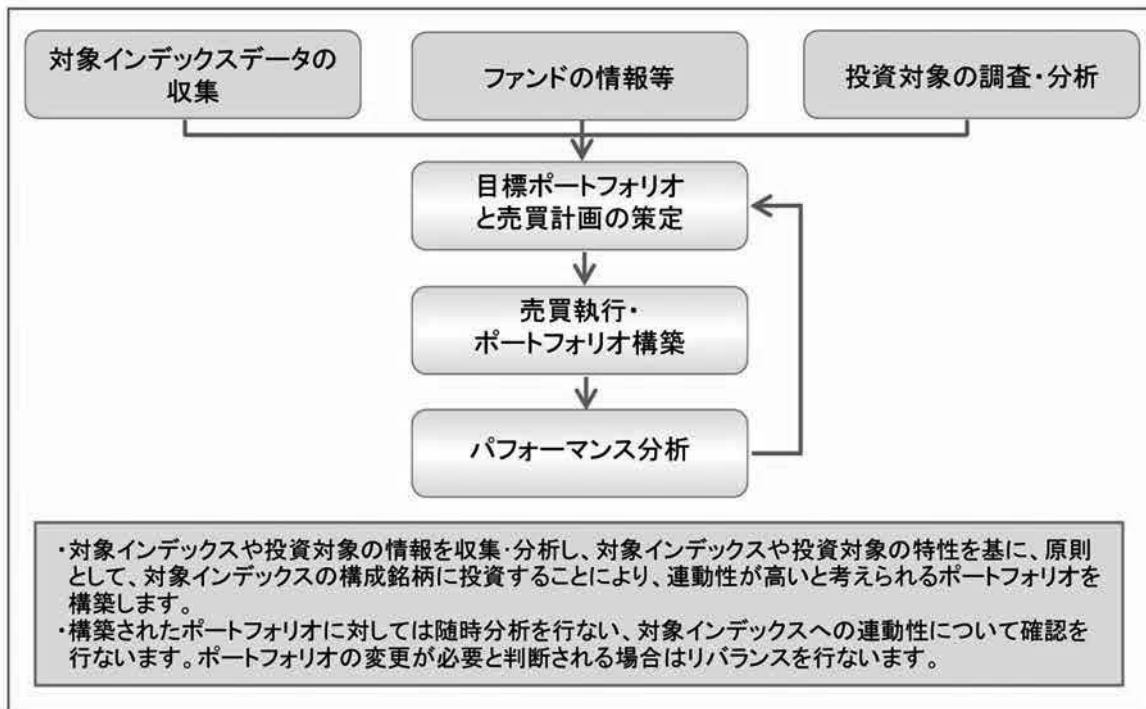 対象インデックスデータの
収集
ファンドの情報等
投資対象の調査・分析
目標ポートフォリオ
と売買計画の策定
売買執行・
ポートフォリオ構築
パフォーマンス分析
・対象インデックスや投資対象の情報を収集・分析し、対象インデックスや投資対象の特性を基に、原則
として、対象インデックスの構成銘柄に投資することにより、連動性が高いと考えられるポートフォリオを
構築します。
・構築されたポートフォリオに対しては随時分析を行ない、対象インデックスへの連動性について確認を
行ないます。ポートフォリオの変更が必要と判断される場合はリバランスを行ないます。